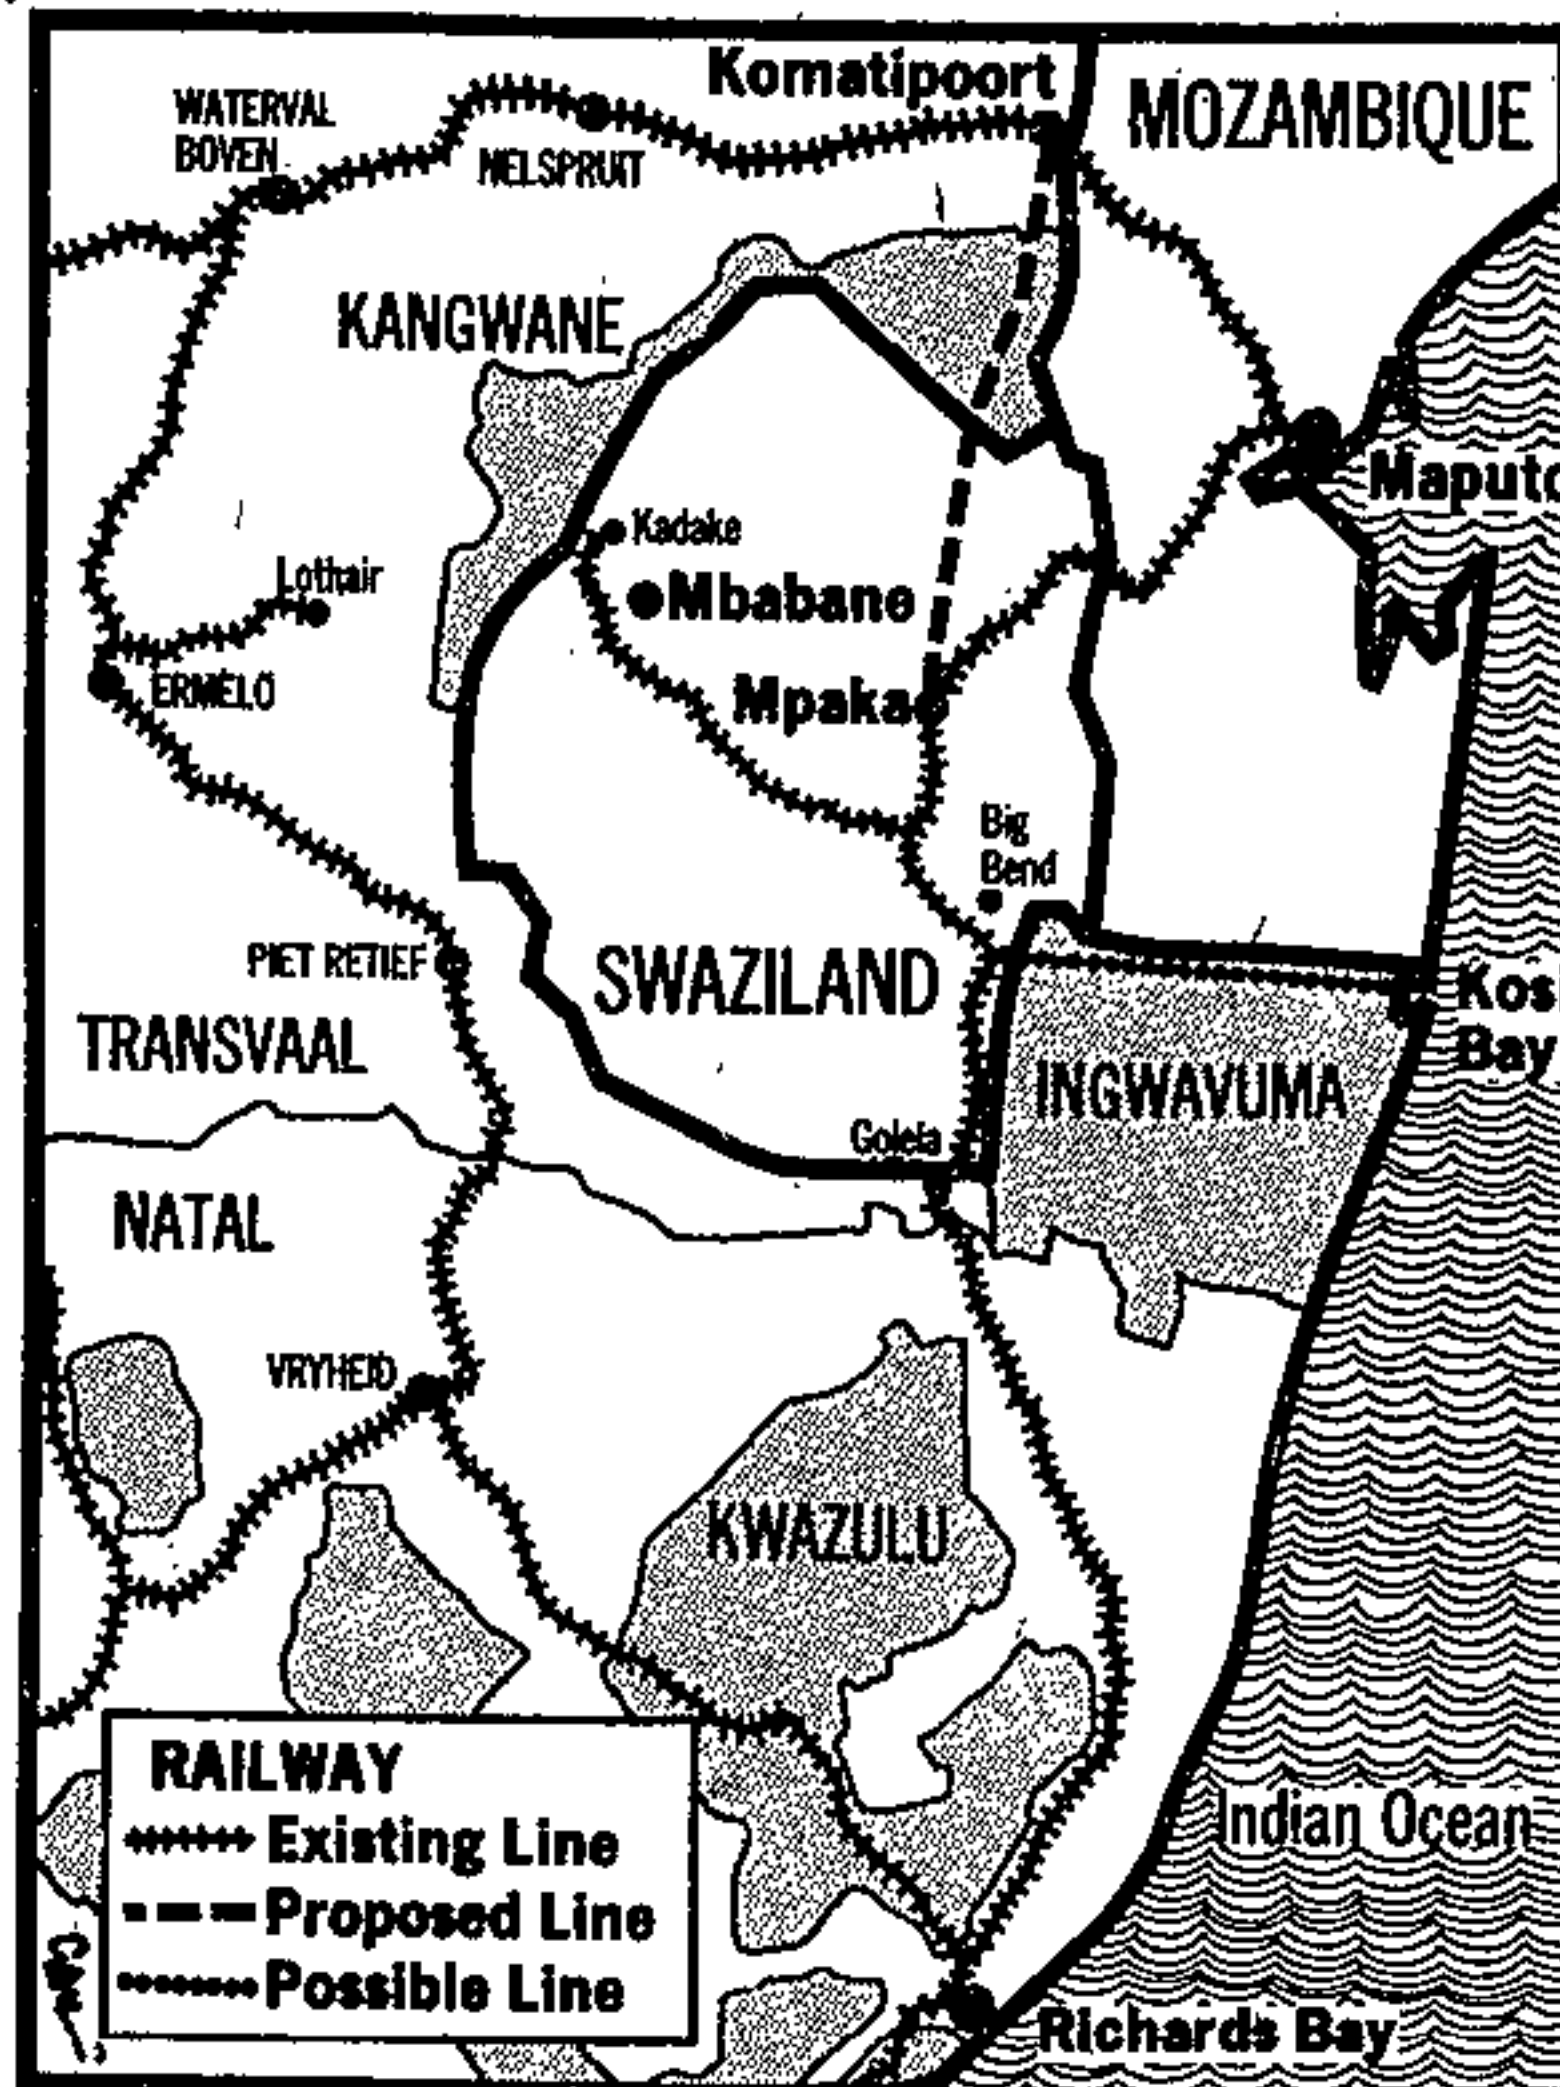 Komatipoort
MOZAMBIQUE
WATERVAL
BOVEN
NELSPRUIT
KANGWANE
Maputo
Kadake
Lothair
Mbabane
ERMELO
Mpaka
Big
Bend
PIET RETIEF
SWAZILAND
Kosi
Bay
TRANSVAAL
INGWAVUMA
Golela
NATAL
VRYHEID
KWAZULU
RAILWAY
Existing Line
Proposed Line
Possible Line
Indian Ocean
Richards Bay